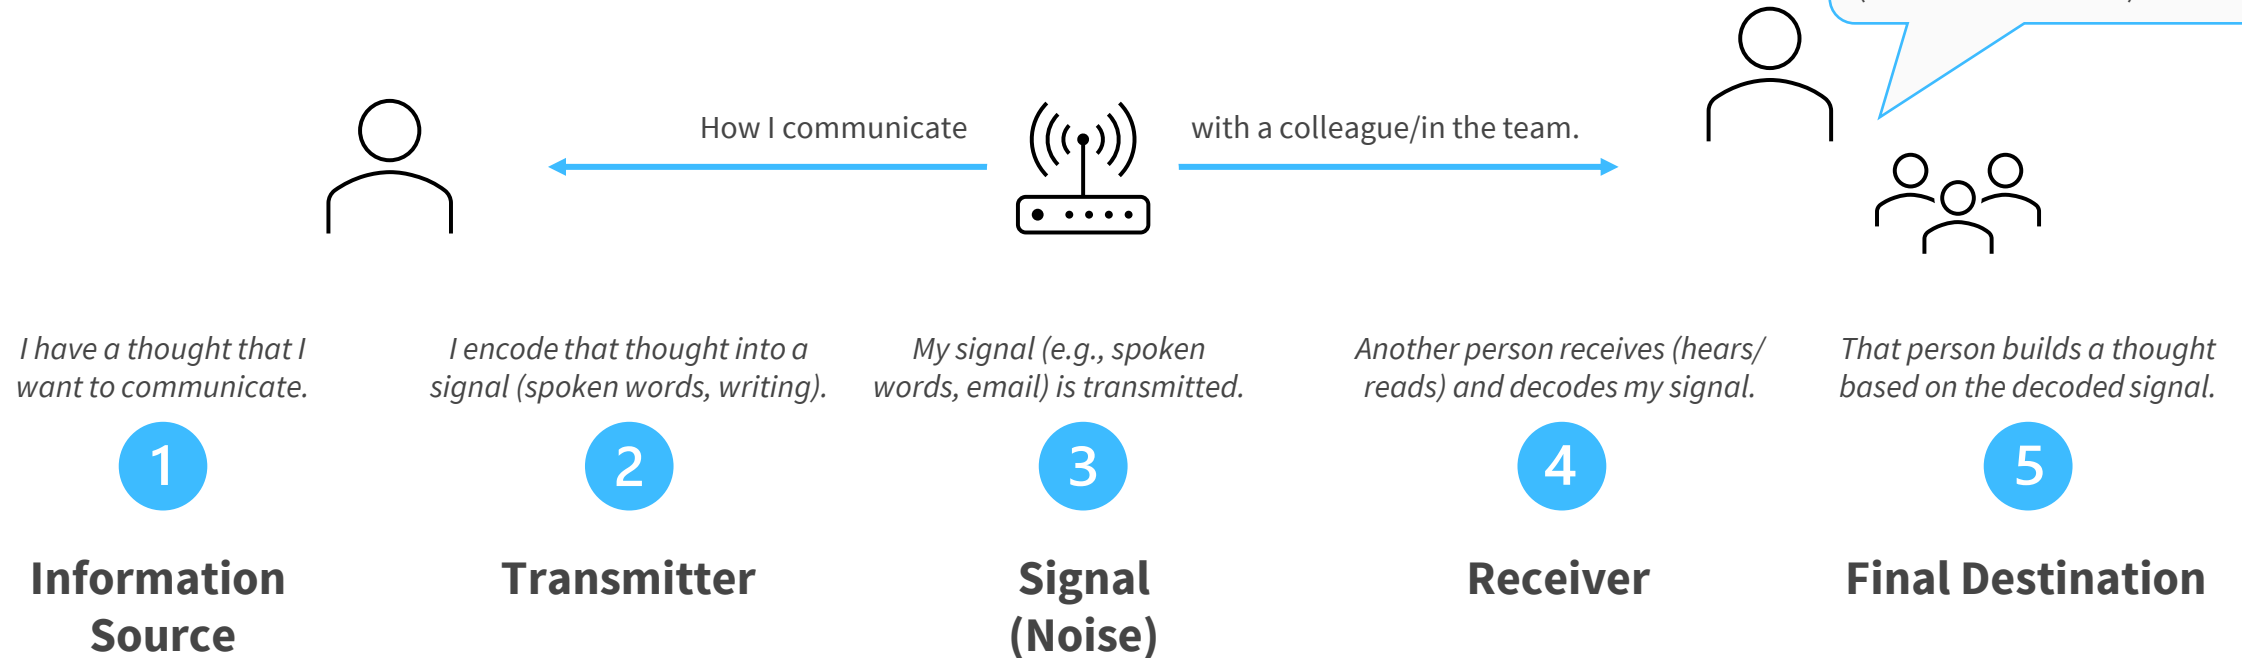 How I communicate
with a colleague/in the team.
I have a thought that I
want to communicate.
I encode that thought into a
signal (spoken words, writing).
My signal (e.g., spoken
words, email) is transmitted.
Another person receives (hears/
reads) and decodes my signal.
That person builds a thought
based on the decoded signal.
1
2
3
4
5
Information
Source
Transmitter
Signal
(Noise)
Receiver
Final Destination